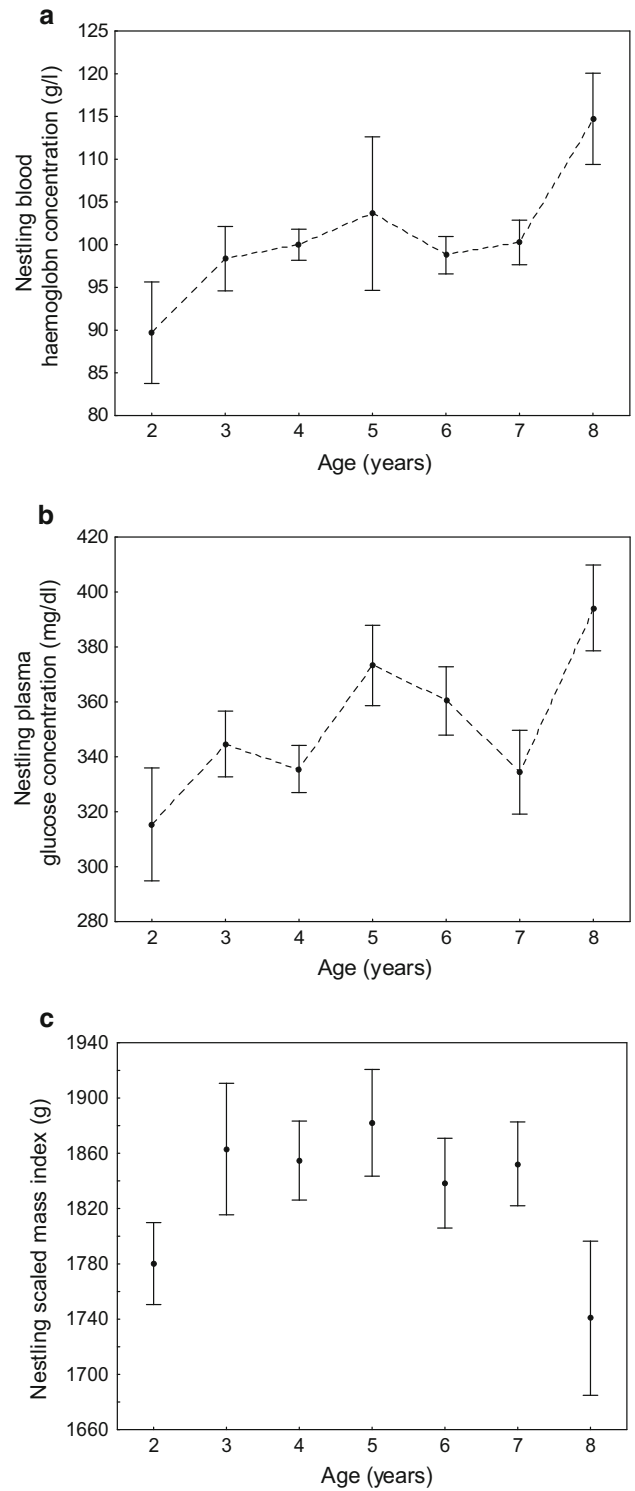 a
125
120
115
110
105
100
95
90
85
80
Nestling blood
haemoglobn concentration (g/l)
2 3 4 5 6 7 8
Age (years)
b
420
400
380
360
340
320
300
280
Nestling plasma
glucose concentration (mg/dl)
2 3 4 5 6 7 8
Age (years)
c
1940
1900
1860
1820
1780
1740
1700
1660
Nestling scaled mass index (g)
2 3 4 5 6 7 8
Age (years)